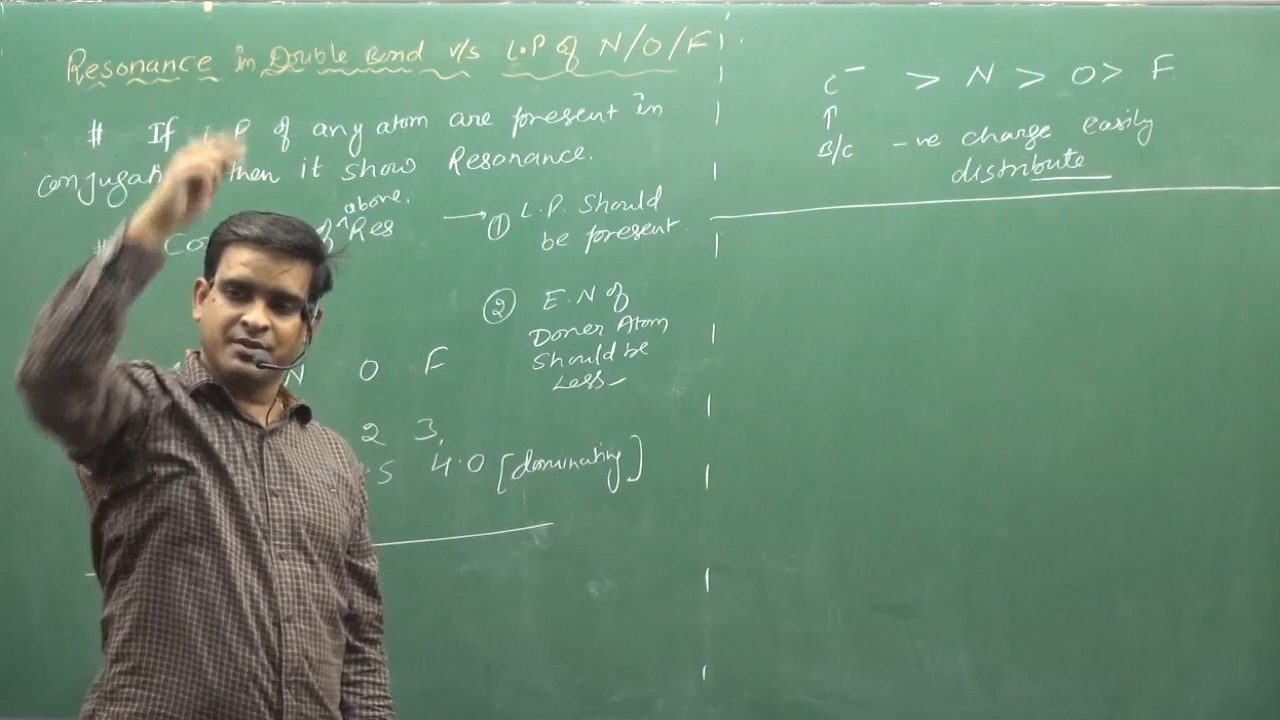 Resonance in Double Bond v/s L.P of N/O/F
# If L.P of any atom are present in
then it show Resonance.
above.
of ^ Res → ① L.P. Should
be present.
② E.N of
Doner Atom
Should be
Less
N O F
2 3,
.5 4.0 [dominating]
C⁻ > N > O > F
↑
B/c -ve charge easily
distribute